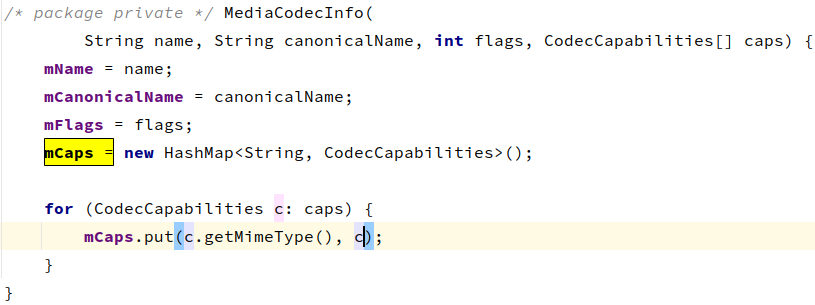 /* package private */ MediaCodecInfo(
        String name, String canonicalName, int flags, CodecCapabilities[] caps) {
    mName = name;
    mCanonicalName = canonicalName;
    mFlags = flags;
    mCaps = new HashMap<String, CodecCapabilities>();

    for (CodecCapabilities c: caps) {
        mCaps.put(c.getMimeType(), c);
    }
}